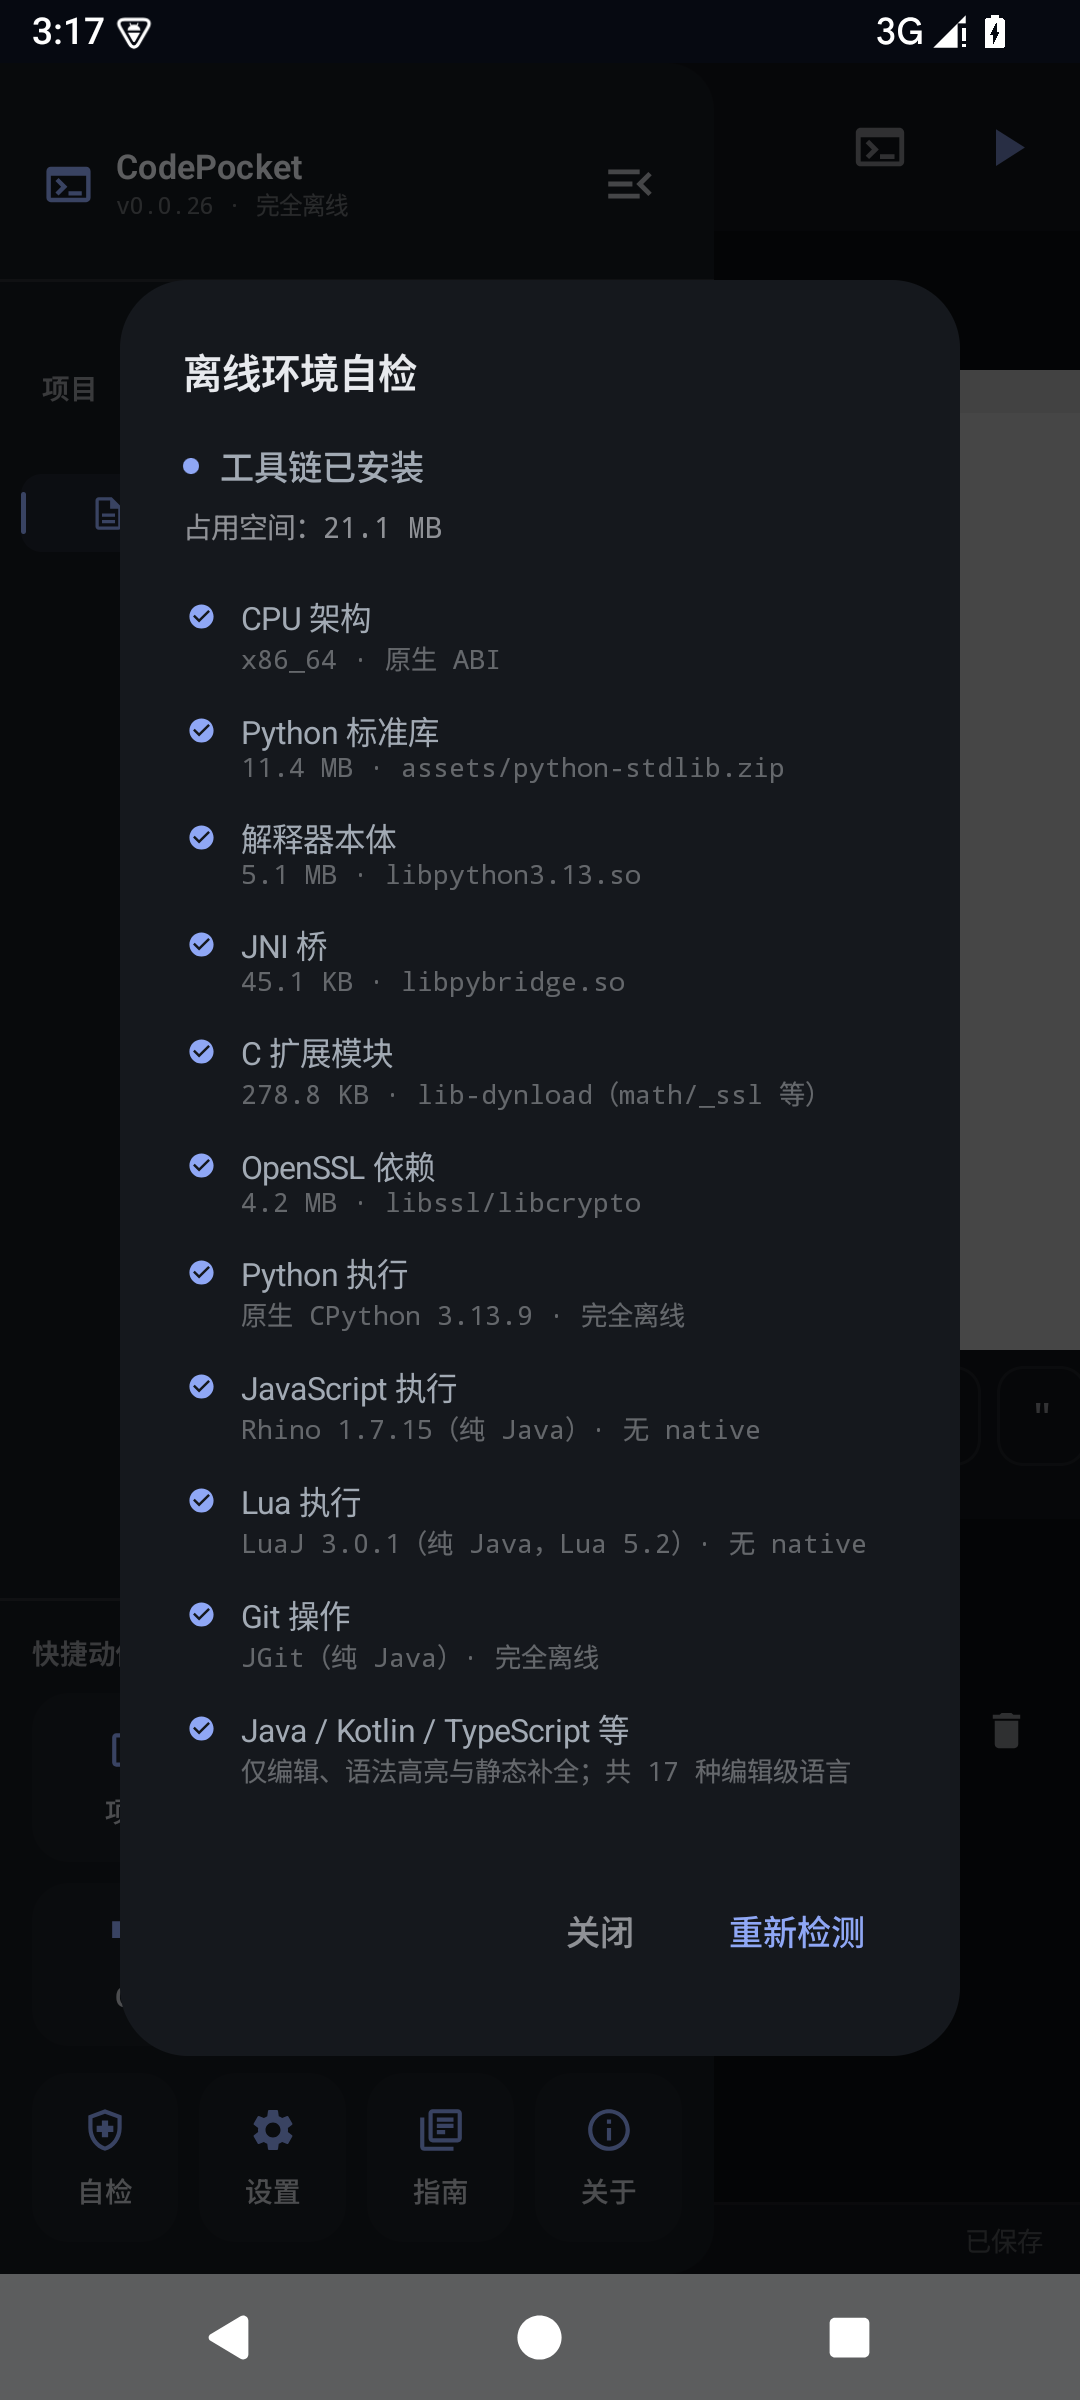 3:17
3G
CodePocket
v0.0.26 · 完全离线
项目
离线环境自检
工具链已安装
占用空间：21.1 MB
CPU 架构
x86_64 · 原生 ABI
Python 标准库
11.4 MB · assets/python-stdlib.zip
解释器本体
5.1 MB · libpython3.13.so
JNI 桥
45.1 KB · libpybridge.so
C 扩展模块
278.8 KB · lib-dynload（math/_ssl 等）
OpenSSL 依赖
4.2 MB · libssl/libcrypto
Python 执行
原生 CPython 3.13.9 · 完全离线
JavaScript 执行
Rhino 1.7.15（纯 Java）· 无 native
"
Lua 执行
LuaJ 3.0.1（纯 Java，Lua 5.2）· 无 native
Git 操作
JGit（纯 Java）· 完全离线
快捷动
Java / Kotlin / TypeScript 等
仅编辑、语法高亮与静态补全；共 17 种编辑级语言
关闭
重新检测
自检
设置
指南
关于
已保存